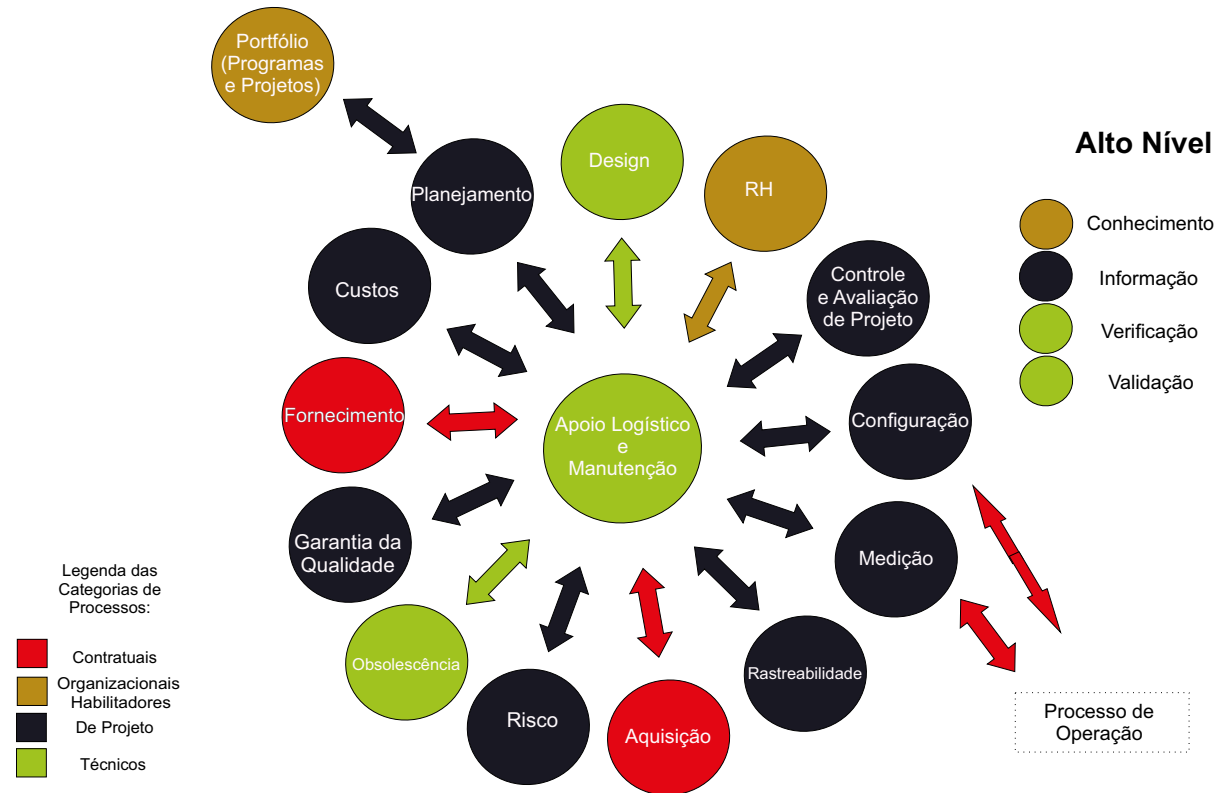 Portfólio
(Programas
e Projetos)
Planejamento
Design
RH
Alto Nível
Conhecimento
Informação
Verificação
Validação
Custos
Controle
e Avaliação
de Projeto
Fornecimento
Apoio Logístico
e
Manutenção
Configuração
Garantia da
Qualidade
Medição
Obsolescência
Risco
Aquisição
Rastreabilidade
Processo de
Operação
Legenda das
Categorias de
Processos:
Contratuais
Organizacionais
Habilitadores
De Projeto
Técnicos